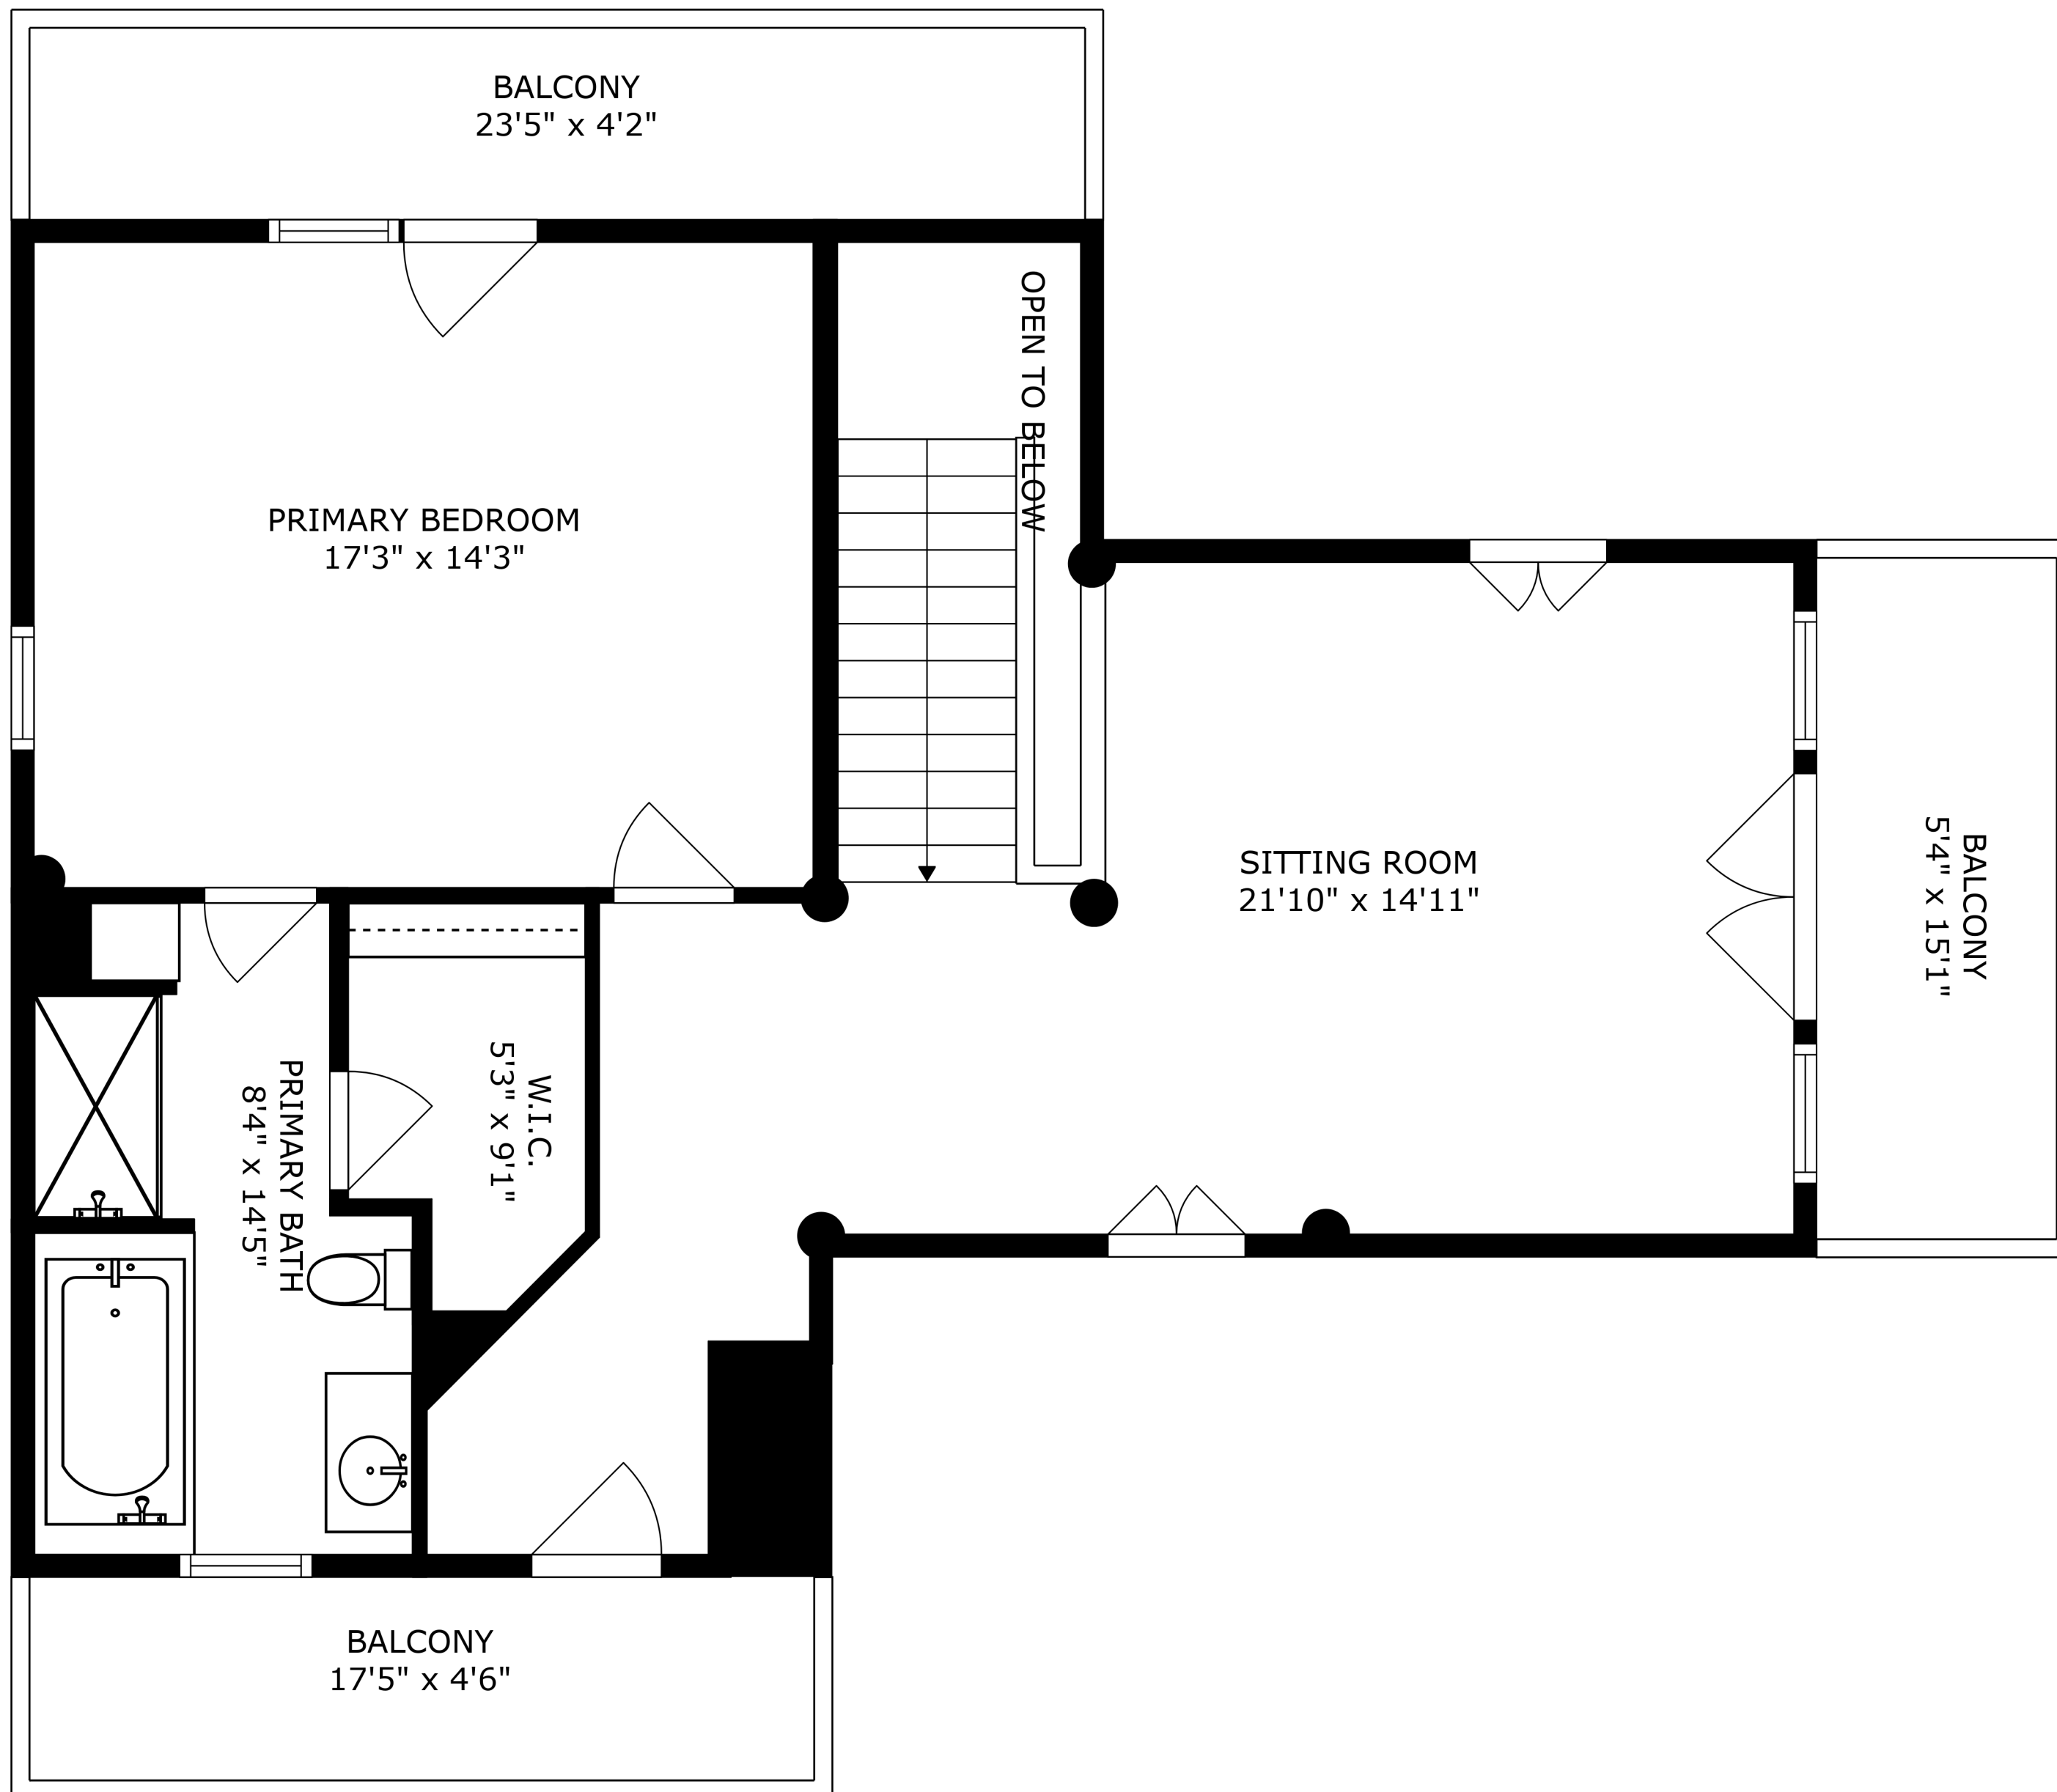 BALCONY
23'5" x 4'2"
OPEN TO BELOW
PRIMARY BEDROOM
17'3" x 14'3"
SITTING ROOM
21'10" x 14'11"
BALCONY
5'4" x 15'1"
W.I.C.
5'3" x 9'1"
PRIMARY BATH
8'4" x 14'5"
BALCONY
17'5" x 4'6"